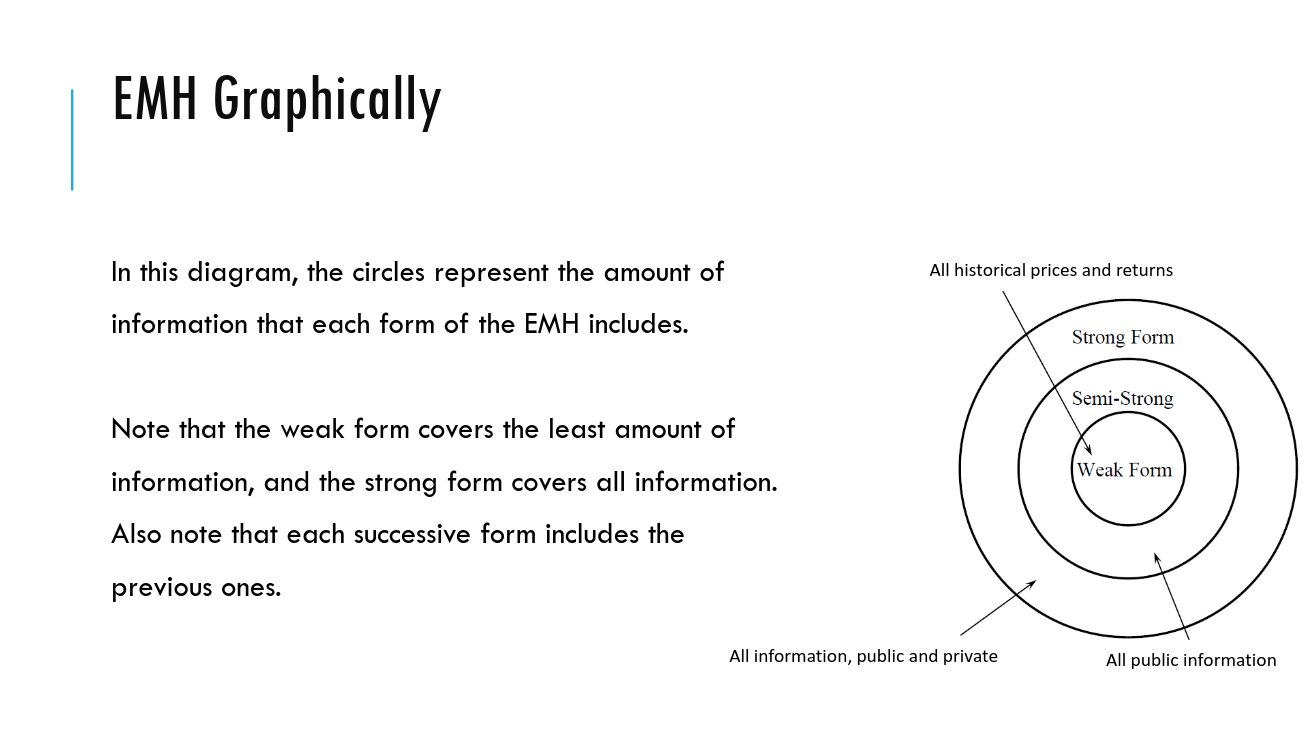 EMH Graphically
In this diagram, the circles represent the amount of
information that each form of the EMH includes.
Note that the weak form covers the least amount of
information, and the strong form covers all information.
Also note that each successive form includes the
previous ones.
All historical prices and returns
Strong Form
Semi-Strong
Weak Form
All information, public and private
All public information